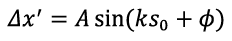 Δx′ = A sin(ks₀ + ϕ)